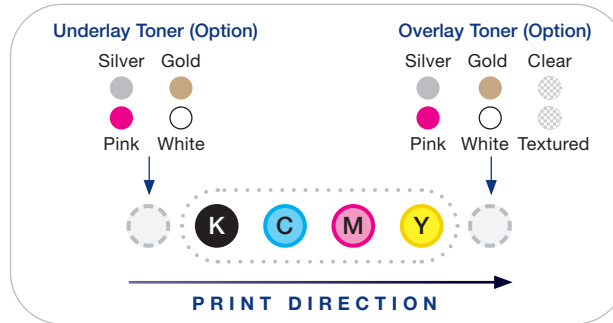 Underlay Toner (Option)
Silver Gold
Pink White
Overlay Toner (Option)
Silver Gold Clear
Pink White Textured
K C M Y
PRINT DIRECTION